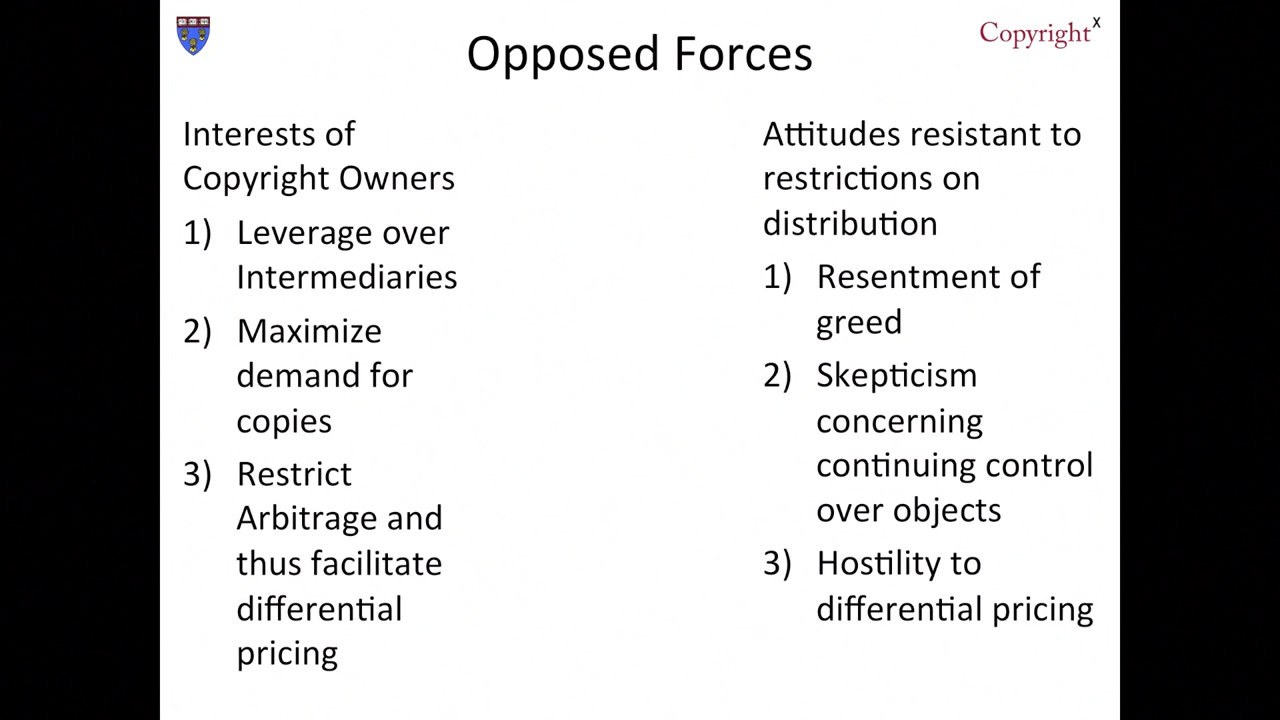 Opposed Forces
Copyright
X
Interests of
Copyright Owners
1) Leverage over
Intermediaries
2) Maximize
demand for
copies
3) Restrict
Arbitrage and
thus facilitate
differential
pricing
Attitudes resistant to
restrictions on
distribution
1) Resentment of
greed
2) Skepticism
concerning
continuing control
over objects
3) Hostility to
differential pricing